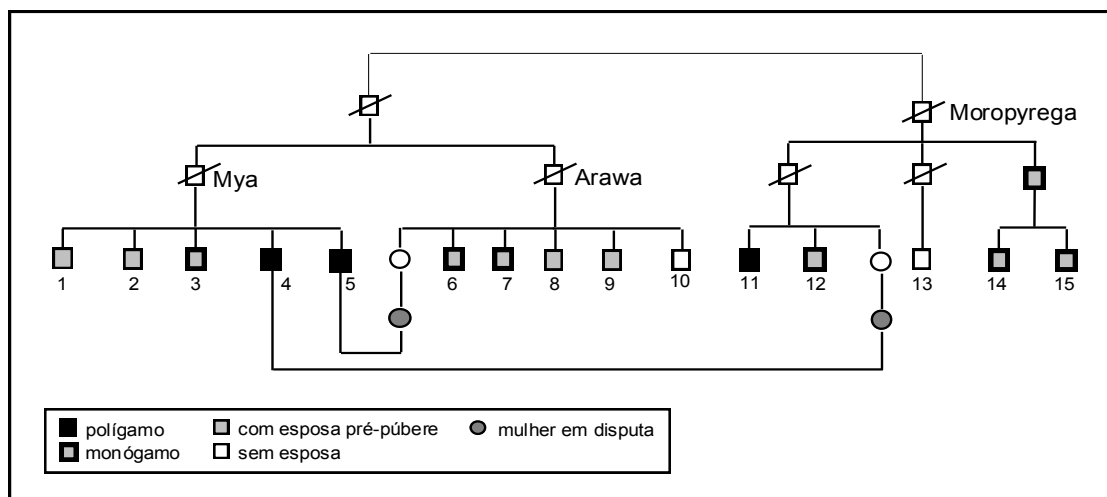 Moropyrega
Mya
Arawa
1 2 3 4 5 6 7 8 9 10 11 12 13 14 15
polígamo com esposa pré-púbere mulher em disputa
monógamo sem esposa